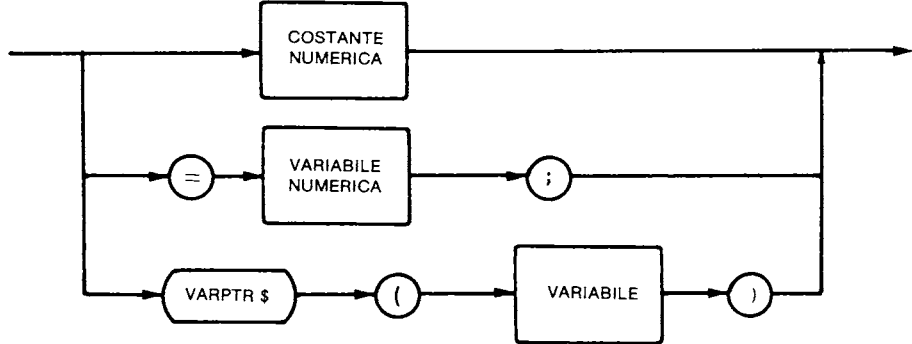 COSTANTE
NUMERICA
=
VARIABILE
NUMERICA
;
VARPTR $
(
VARIABILE
)